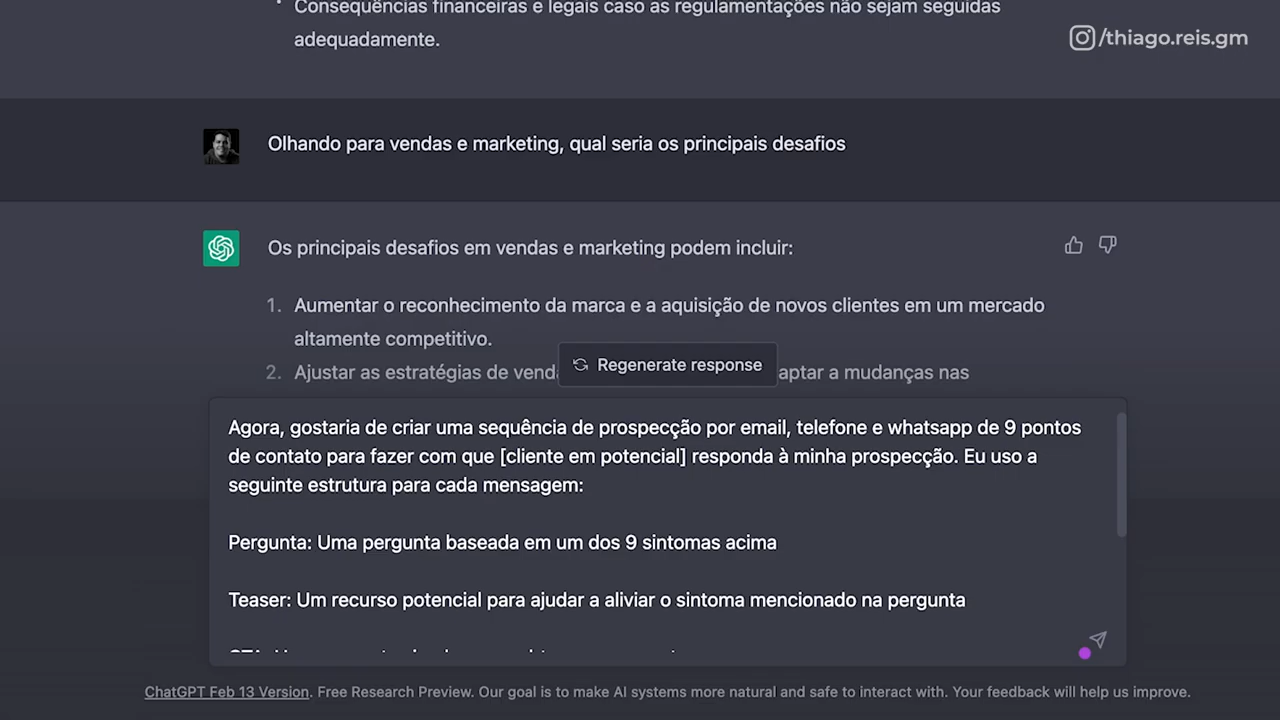 Consequências financeiras e legais caso as regulamentações não sejam seguidas
adequadamente.
/thiago.reis.gm
Olhando para vendas e marketing, qual seria os principais desafios
Os principais desafios em vendas e marketing podem incluir:
1. Aumentar o reconhecimento da marca e a aquisição de novos clientes em um mercado
altamente competitivo.
Regenerate response
2. Ajustar as estratégias de a mudanças nas
Agora, gostaria de criar uma sequência de prospecção por email, telefone e whatsapp de 9 pontos
de contato para fazer com que [cliente em potencial] responda à minha prospecção. Eu uso a
seguinte estrutura para cada mensagem:
Pergunta: Uma pergunta baseada em um dos 9 sintomas acima
Teaser: Um recurso potencial para ajudar a aliviar o sintoma mencionado na pergunta
ChatGPT Feb 13 Version. Free Research Preview. Our goal is to make AI systems more natural and safe to interact with. Your feedback will help us improve.